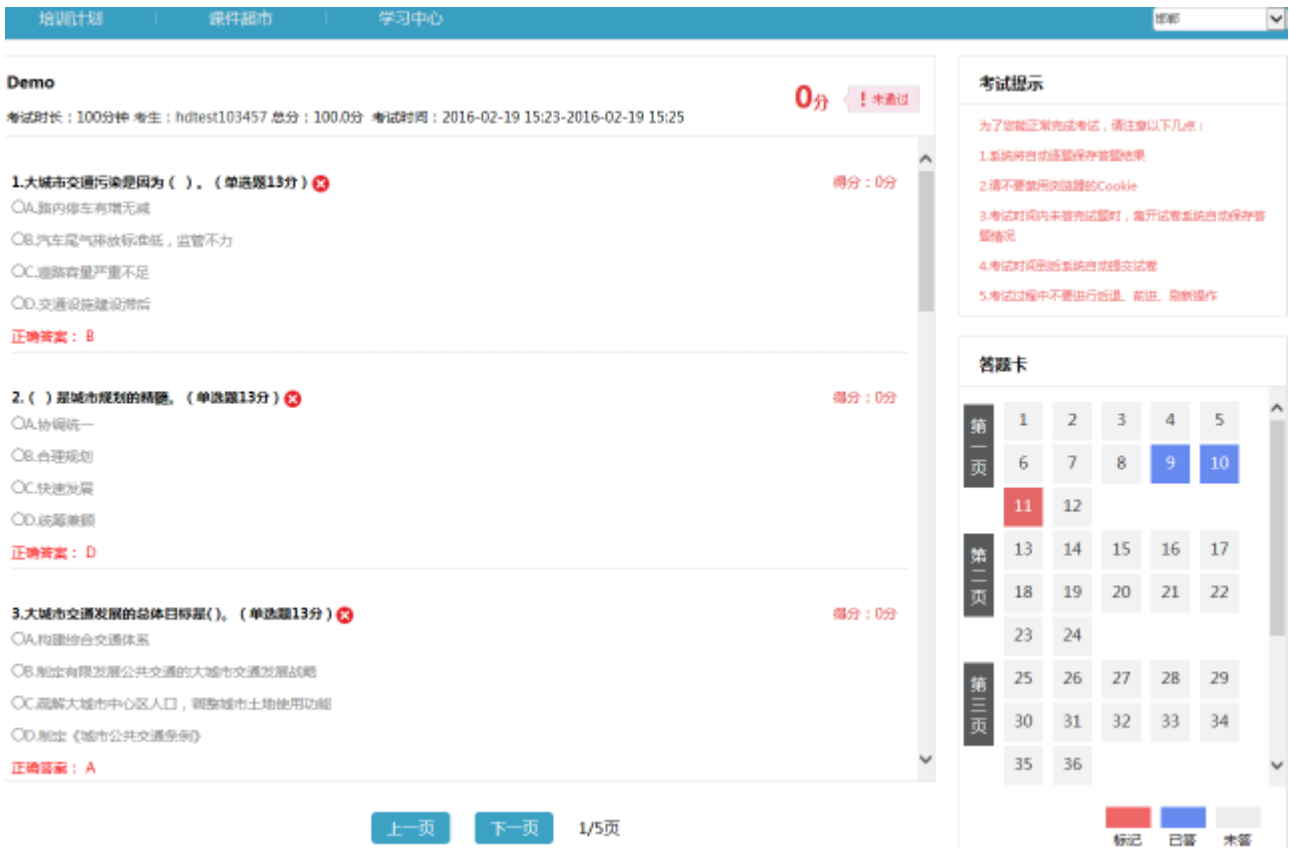 培训计划
课件超市
学习中心
邯郸
Demo
0分
！未通过
考试时长：100分钟 考生：hdtest103457 总分：100.0分 考试时间：2016-02-19 15:23-2016-02-19 15:25
1.大城市交通污染是因为（ ）。（单选题13分）
得分：0分
A.路内停车有增无减
B.汽车尾气排放标准低，监管不力
C.道路容量严重不足
D.交通设施建设滞后
正确答案： B
2.（ ）是城市规划的精髓。（单选题13分）
得分：0分
A.协调统一
B.合理规划
C.快速发展
D.统筹兼顾
正确答案： D
3.大城市交通发展的总体目标是()。（单选题13分）
得分：0分
A.构建综合交通体系
B.制定有限发展公共交通的大城市交通发展战略
C.疏解大城市中心区人口，调整城市土地使用功能
D.制定《城市公共交通条例》
正确答案： A
上一页
下一页
1/5页
考试提示
为了您能正常完成考试，请注意以下几点：
1.系统将自动逐题保存答题结果
2.请不要禁用浏览器的Cookie
3.考试时间内未答完试题时，离开试卷系统自动保存答
题情况
4.考试时间到后系统自动提交试卷
5.考试过程中不要进行后退、前进、刷新操作
答题卡
第一页
1 2 3 4 5
6 7 8 9 10
11 12
第二页
13 14 15 16 17
18 19 20 21 22
23 24
第三页
25 26 27 28 29
30 31 32 33 34
35 36
标记 已答 未答